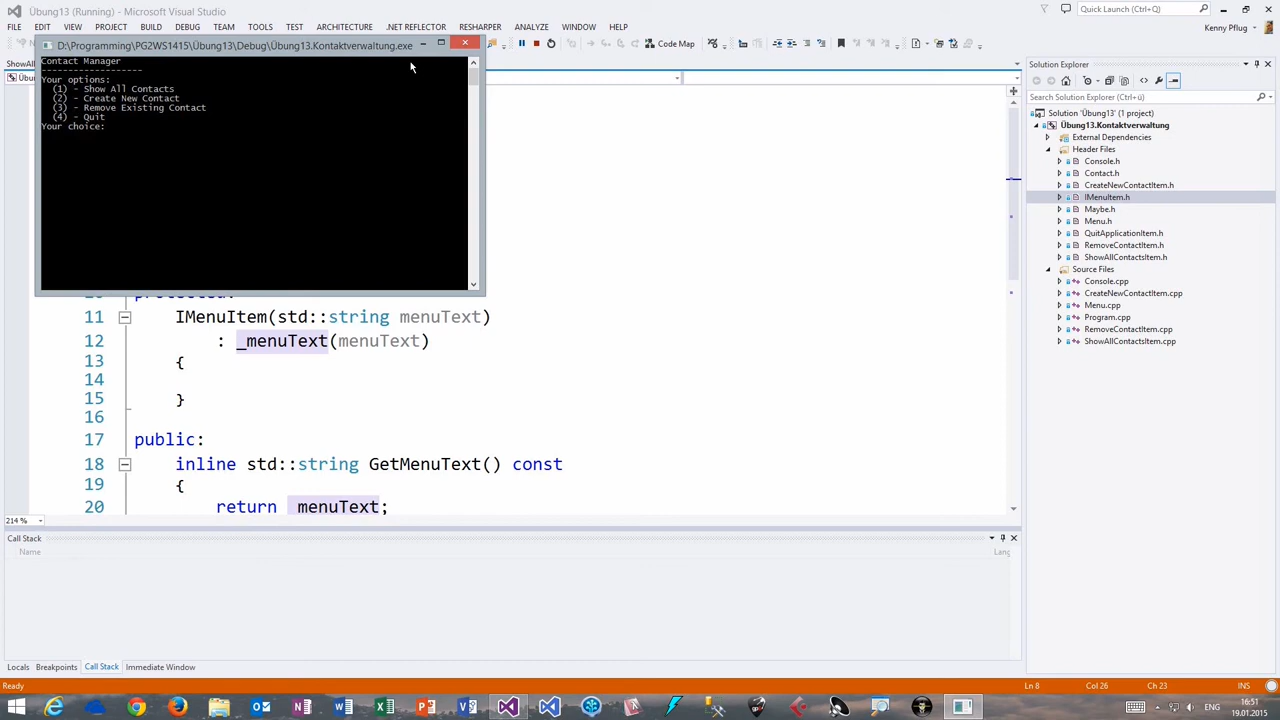 Übung13 (Running) - Microsoft Visual Studio
Quick Launch (Ctrl+Q)
FILE EDIT VIEW PROJECT BUILD DEBUG TEAM TOOLS TEST ARCHITECTURE .NET REFLECTOR RESHARPER ANALYZE WINDOW HELP
Kenny Pflug
D:\Programming\PG2WS1415\Übung13\Debug\Übung13.Kontaktverwaltung.exe
Code Map
ShowAll
Übun
Contact Manager
-------------------
Your options:
(1) - Show All Contacts
(2) - Create New Contact
(3) - Remove Existing Contact
(4) - Quit
Your choice:
10 protected:
11 IMenuItem(std::string menuText)
12 : _menuText(menuText)
13 {
14
15 }
16
17 public:
18 inline std::string GetMenuText() const
19 {
20 return _menuText;
214 %
Solution Explorer
Search Solution Explorer (Ctrl+ü)
Solution 'Übung13' (1 project)
Übung13.Kontaktverwaltung
External Dependencies
Header Files
Console.h
Contact.h
CreateNewContactItem.h
IMenuItem.h
Maybe.h
Menu.h
QuitApplicationItem.h
RemoveContactItem.h
ShowAllContactsItem.h
Source Files
Console.cpp
CreateNewContactItem.cpp
Menu.cpp
Program.cpp
RemoveContactItem.cpp
ShowAllContactsItem.cpp
Call Stack
Name Lang
Locals Breakpoints Call Stack Immediate Window
Ready Ln 8 Col 26 Ch 23 INS
16:51
19.01.2015